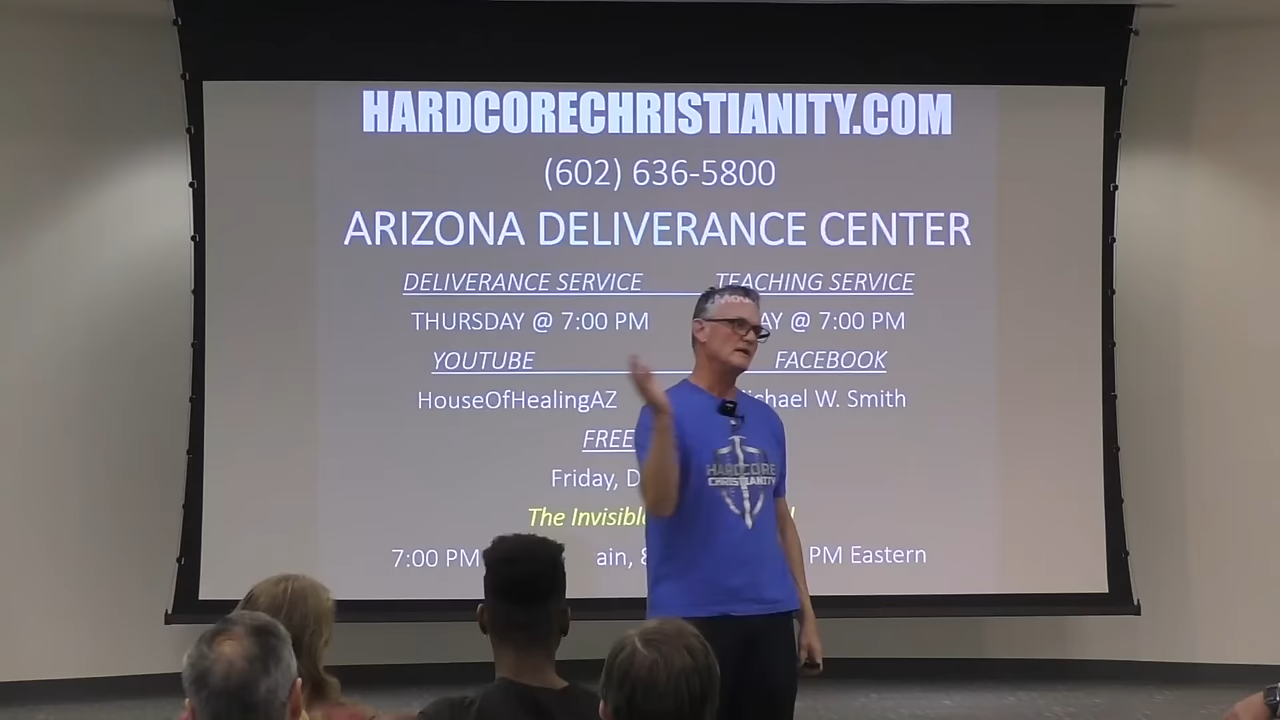 HARDCORECHRISTIANITY.COM
(602) 636-5800
ARIZONA DELIVERANCE CENTER
DELIVERANCE SERVICE TEACHING SERVICE
THURSDAY @ 7:00 PM AY @ 7:00 PM
YOUTUBE FACEBOOK
HouseOfHealingAZ ichael W. Smith
FREE
Friday, D
The Invisibl
7:00 PM ain, & PM Eastern
HARDCORE
CHRISTIANITY